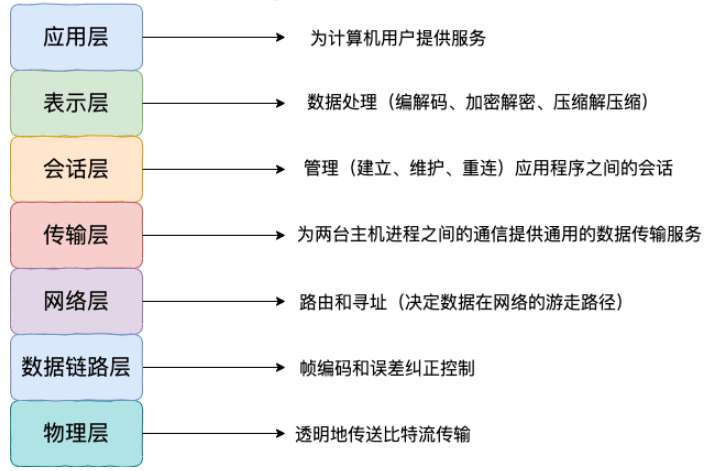 应用层
为计算机用户提供服务
表示层
数据处理（编解码、加密解密、压缩解压缩）
会话层
管理（建立、维护、重连）应用程序之间的会话
传输层
为两台主机进程之间的通信提供通用的数据传输服务
网络层
路由和寻址（决定数据在网络的游走路径）
数据链路层
帧编码和误差纠正控制
物理层
透明地传送比特流传输